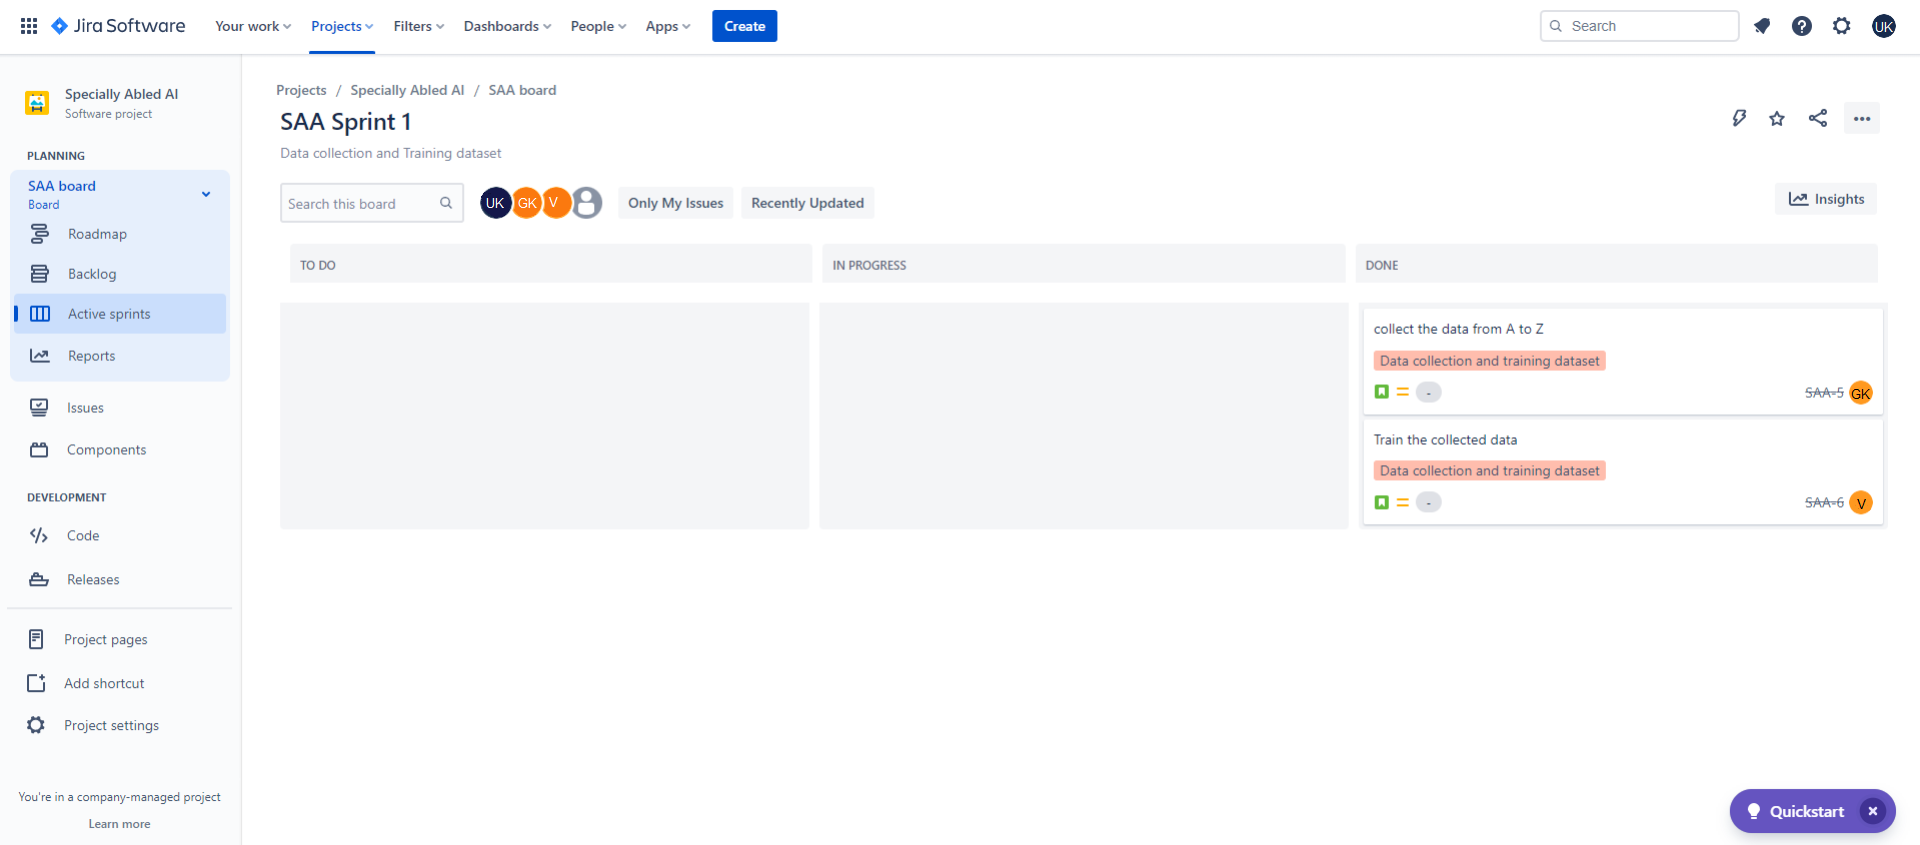 Jira Software
Your work
Projects
Filters
Dashboards
People
Apps
Create
Search
UK
Specially Abled AI
Software project
PLANNING
SAA board
Board
Roadmap
Backlog
Active sprints
Reports
Issues
Components
DEVELOPMENT
Code
Releases
Project pages
Add shortcut
Project settings
You're in a company-managed project
Learn more
Projects / Specially Abled AI / SAA board
SAA Sprint 1
Data collection and Training dataset
Search this board
UK GK V
Only My Issues
Recently Updated
Insights
TO DO
IN PROGRESS
DONE
collect the data from A to Z
Data collection and training dataset
- SAA-5 GK
Train the collected data
Data collection and training dataset
- SAA-6 V
Quickstart